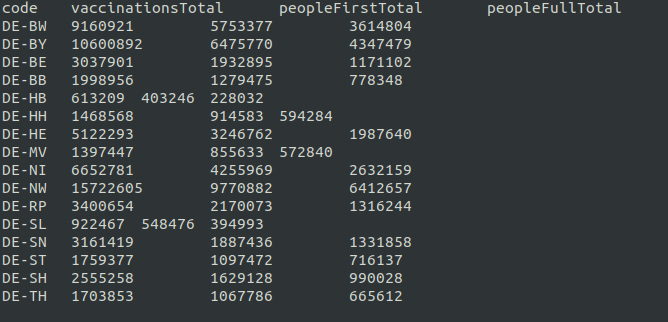 code vaccinationsTotal peopleFirstTotal peopleFullTotal
DE-BW 9160921 5753377 3614804
DE-BY 10600892 6475770 4347479
DE-BE 3037901 1932895 1171102
DE-BB 1998956 1279475 778348
DE-HB 613209 403246 228032
DE-HH 1468568 914583 594284
DE-HE 5122293 3246762 1987640
DE-MV 1397447 855633 572840
DE-NI 6652781 4255969 2632159
DE-NW 15722605 9770882 6412657
DE-RP 3400654 2170073 1316244
DE-SL 922467 548476 394993
DE-SN 3161419 1887436 1331858
DE-ST 1759377 1097472 716137
DE-SH 2555258 1629128 990028
DE-TH 1703853 1067786 665612